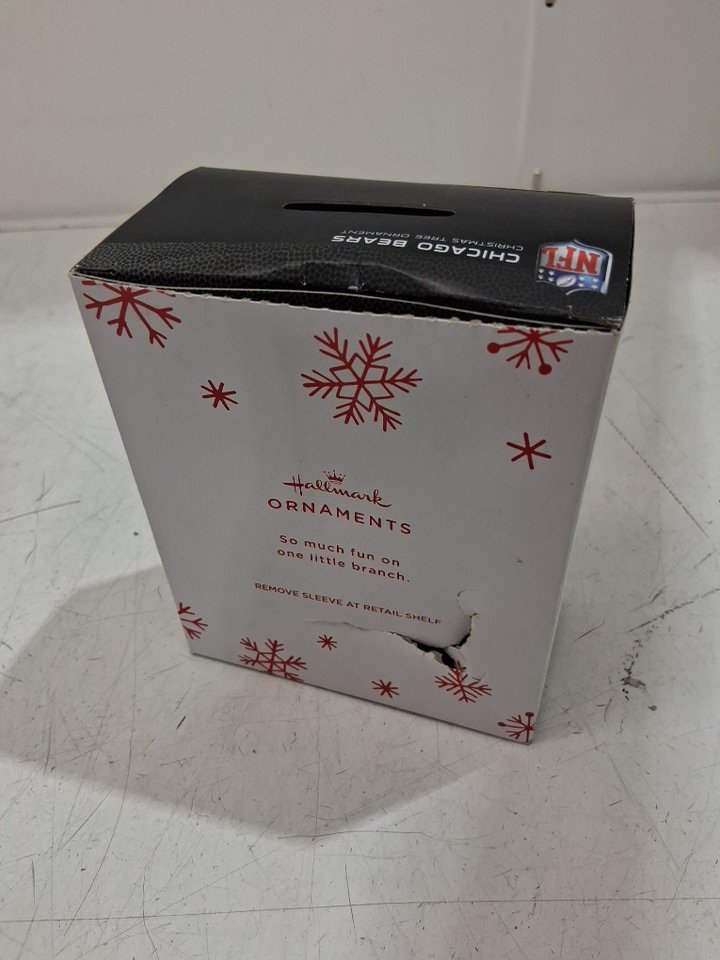 CHICAGO BEARS
CHRISTMAS TREE ORNAMENT
NFL
Hallmark
ORNAMENTS
So much fun on
one little branch.
REMOVE SLEEVE AT RETAIL SHELF